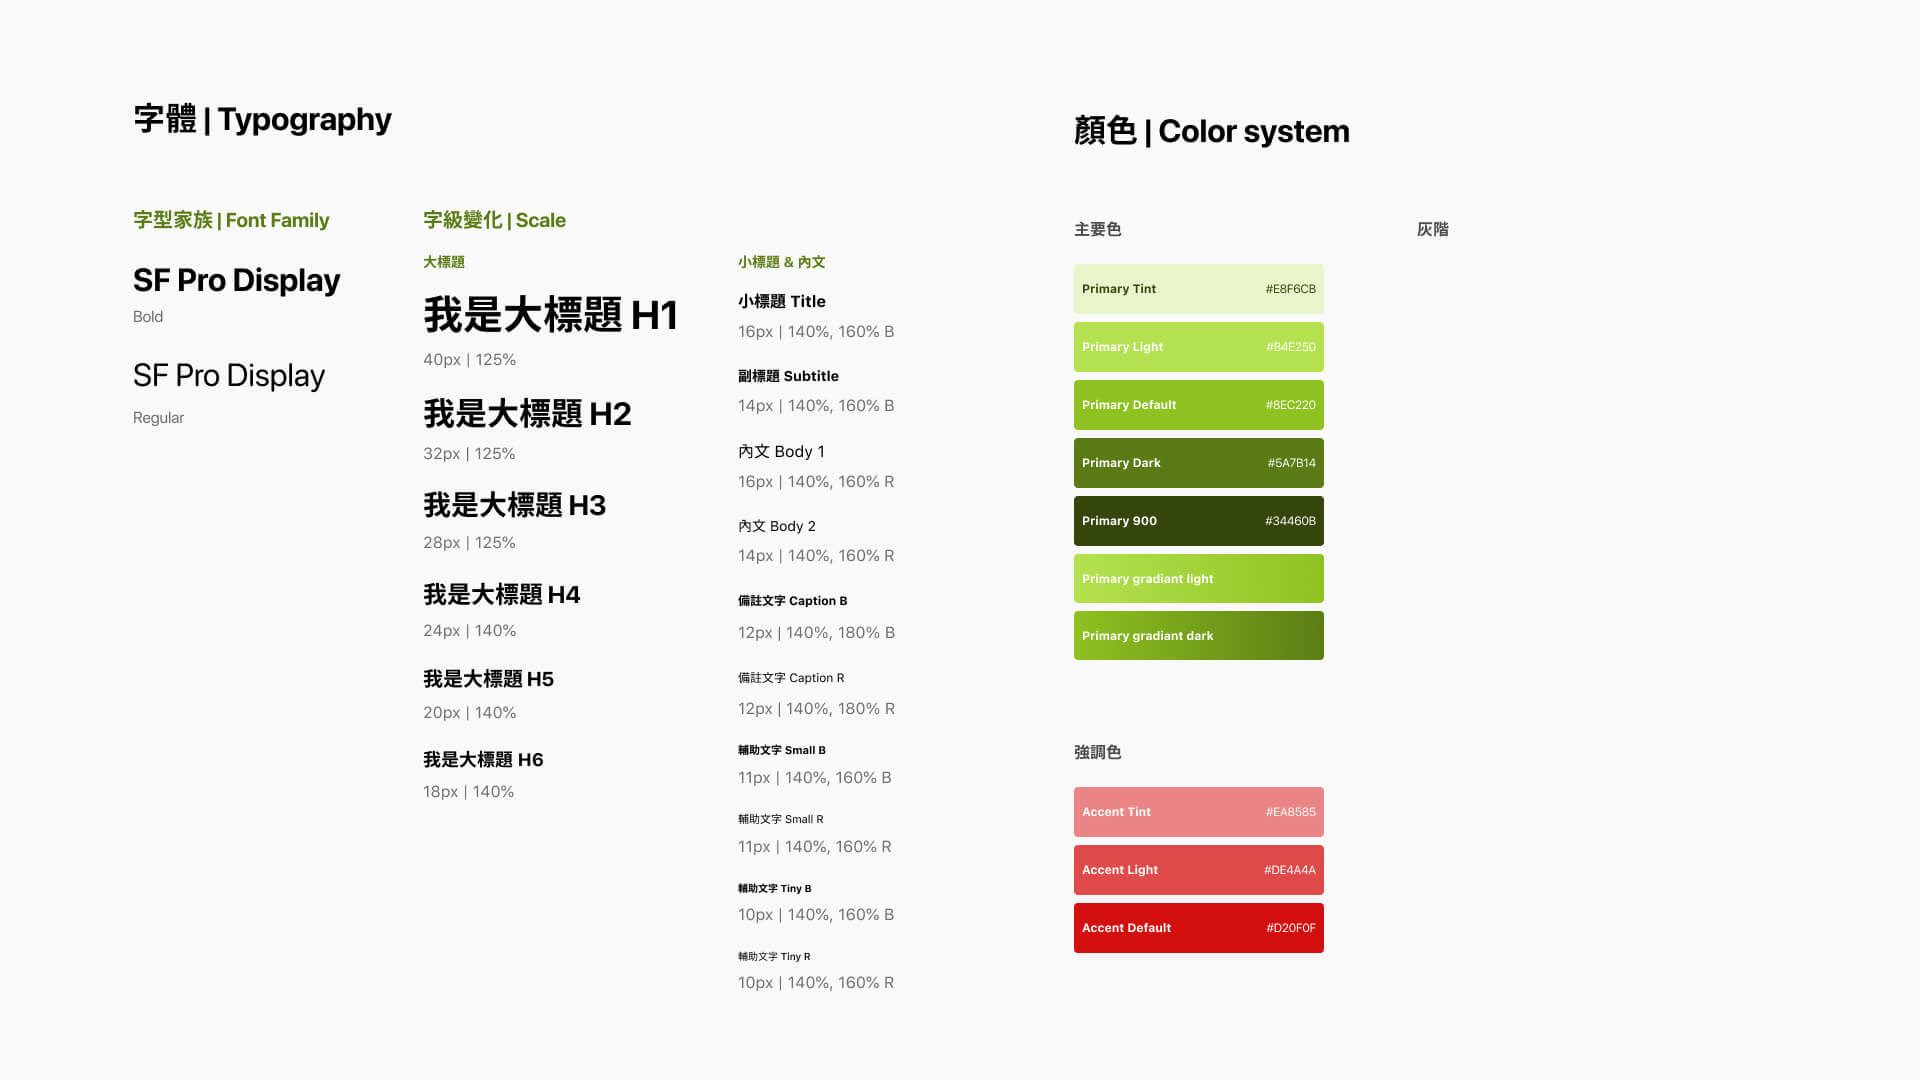 字體 | Typography
字型家族 | Font Family
SF Pro Display
Bold
SF Pro Display
Regular
字級變化 | Scale
大標題
我是大標題 H1
40px | 125%
我是大標題 H2
32px | 125%
我是大標題 H3
28px | 125%
我是大標題 H4
24px | 140%
我是大標題 H5
20px | 140%
我是大標題 H6
18px | 140%
小標題 & 內文
小標題 Title
16px | 140%, 160% B
副標題 Subtitle
14px | 140%, 160% B
內文 Body 1
16px | 140%, 160% R
內文 Body 2
14px | 140%, 160% R
備註文字 Caption B
12px | 140%, 180% B
備註文字 Caption R
12px | 140%, 180% R
輔助文字 Small B
11px | 140%, 160% B
輔助文字 Small R
11px | 140%, 160% R
輔助文字 Tiny B
10px | 140%, 160% B
輔助文字 Tiny R
10px | 140%, 160% R
顏色 | Color system
主要色
Primary Tint #E8F6CB
Primary Light #B4E250
Primary Default #8EC220
Primary Dark #5A7B14
Primary 900 #34460B
Primary gradiant light
Primary gradiant dark
強調色
Accent Tint #EA8585
Accent Light #DE4A4A
Accent Default #D20F0F
灰階